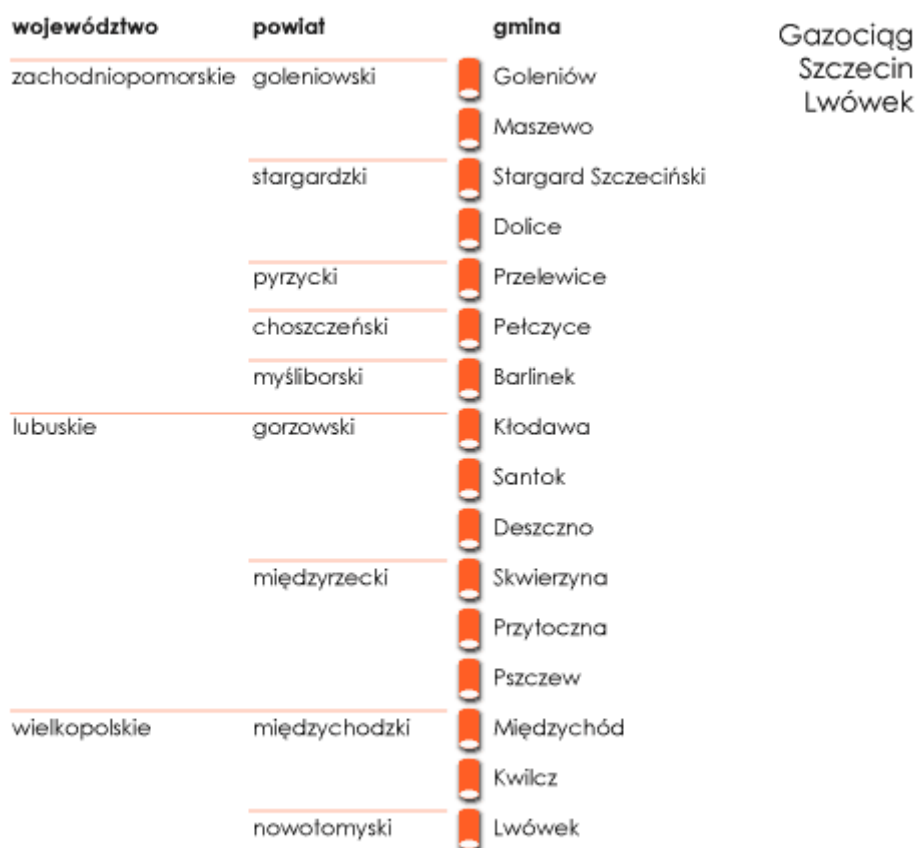 województwo powiat gmina
Gazociąg
Szczecin
Lwówek
zachodniopomorskie goleniowski Goleniów
Maszewo
stargardzki Stargard Szczeciński
Dolice
pyrzycki Przelewice
choszczeński Pełczyce
myśliborski Barlinek
lubuskie gorzowski Kłodawa
Santok
Deszczno
międzyrzecki Skwierzyna
Przytoczna
Pszczew
wielkopolskie międzychodzki Międzychód
Kwilcz
nowotomyski Lwówek